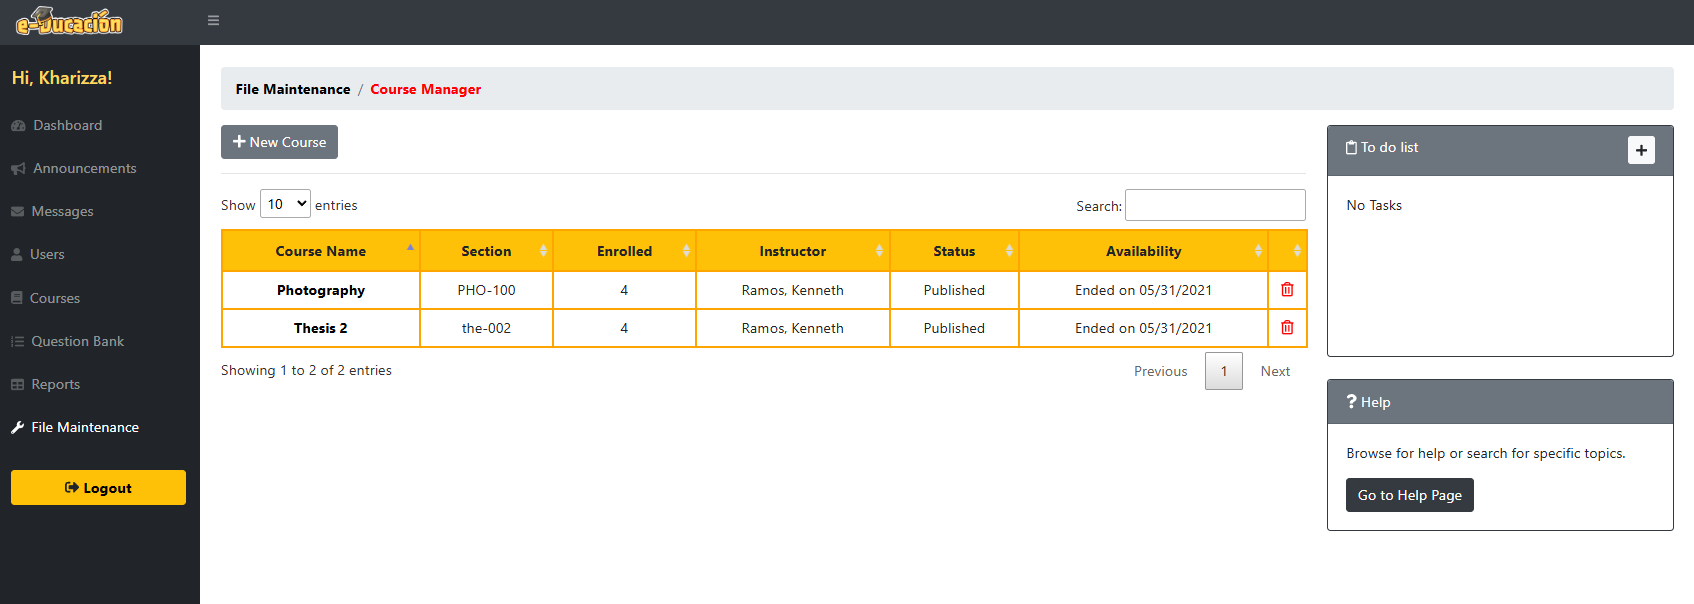 e-Ducación
Hi, Kharizza!
Dashboard
Announcements
Messages
Users
Courses
Question Bank
Reports
File Maintenance
Logout
File Maintenance / Course Manager
New Course
Show 10 entries
Search:
Course Name Section Enrolled Instructor Status Availability
Photography PHO-100 4 Ramos, Kenneth Published Ended on 05/31/2021
Thesis 2 the-002 4 Ramos, Kenneth Published Ended on 05/31/2021
Showing 1 to 2 of 2 entries
Previous 1 Next
To do list
No Tasks
? Help
Browse for help or search for specific topics.
Go to Help Page